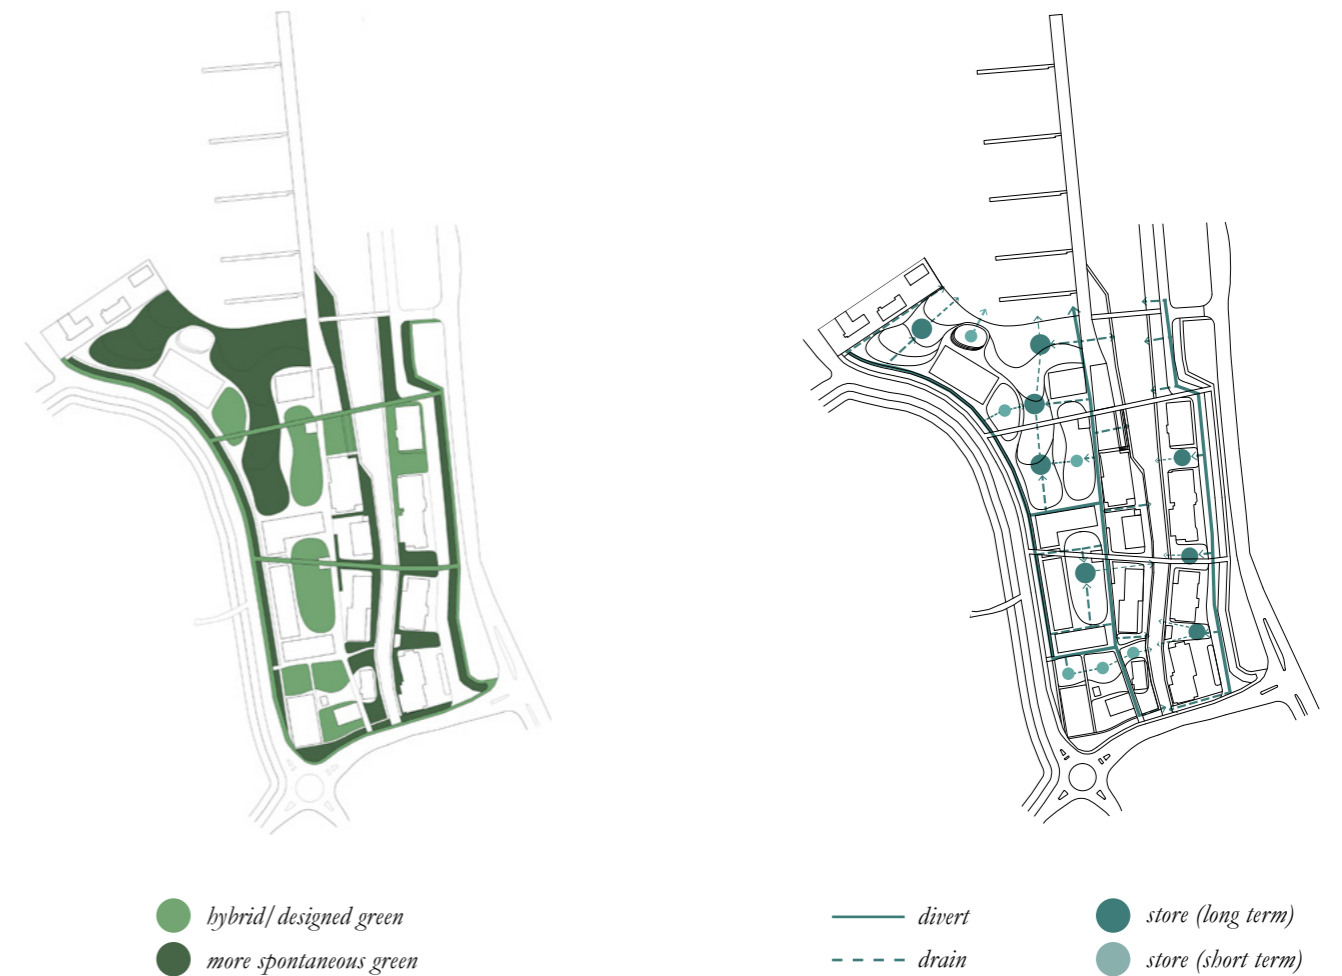 hybrid/designed green
more spontaneous green
divert
drain
store (long term)
store (short term)